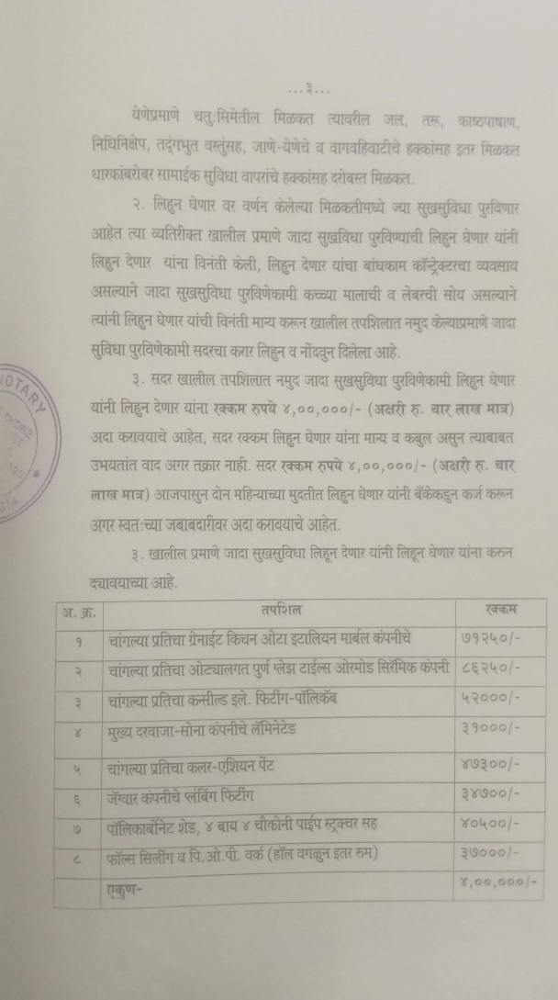 ...३...
येणेप्रमाणे चतुःसिमेतील मिळकत त्यावरील जल, तरू, काष्ठपाषाण,
निधिनिक्षेप, तद्ंगभुत वस्तुंसह, जाणे-येणेचे व वागवहिवाटीचे हक्कांसह इतर मिळकत
धारकांबरोबर सामाईक सुविधा वापरांचे हक्कांसह दरोबस्त मिळकत.
२. लिहुन घेणार वर वर्णन केलेल्या मिळकतीमध्ये ज्या सुखसुविधा पुरविणार
आहेत त्या व्यतिरीक्त खालील प्रमाणे जादा सुखविधा पुरविण्याची लिहुन घेणार यांनी
लिहुन देणार यांना विनंती केली, लिहुन देणार यांचा बांधकाम कॉन्ट्रेक्टरचा व्यवसाय
असल्याने जादा सुखसुविधा पुरविणेकामी कच्च्या मालाची व लेबरची सोय असल्याने
त्यांनी लिहुन घेणार यांची विनंती मान्य करून खालील तपशिलात नमुद केल्याप्रमाणे जादा
सुविधा पुरविणेकामी सदरचा करार लिहुन व नोंदवुन दिलेला आहे.
३. सदर खालील तपशिलात नमुद जादा सुखसुविधा पुरविणेकामी लिहुन घेणार
यांनी लिहुन देणार यांना रक्कम रुपये ४,००,०००/- (अक्षरी रु. चार लाख मात्र)
अदा करावयाचे आहेत, सदर रक्कम लिहुन घेणार यांना मान्य व कबुल असुन त्याबाबत
उभयतांत वाद अगर तक्रार नाही. सदर रक्कम रुपये ४,००,०००/- (अक्षरी रु. चार
लाख मात्र) आजपासुन दोन महिन्याच्या मुदतीत लिहुन घेणार यांनी बँकेकडुन कर्ज करून
अगर स्वतःच्या जबाबदारीवर अदा करावयाचे आहेत.
३. खालील प्रमाणे जादा सुखसुविधा लिहून देणार यांनी लिहून घेणार यांना करुन
द्यावयाच्या आहे.
अ. क्र. तपशिल रक्कम
१ चांगल्या प्रतिचा ग्रेनाईट किचन ओटा इटालियन मार्बल कंपनीचे ७१२५०/-
२ चांगल्या प्रतिचा ओट्यालगत पुर्ण ग्लेझ टाईल्स ओरमोड सिरॅमिक कंपनी ८६२५०/-
३ चांगल्या प्रतिचा कन्सील्ड इले. फिटींग-पॉलिकॅब ५२०००/-
४ मुख्य दरवाजा-सोना कंपनीचे लॅमिनेटेड ३१०००/-
५ चांगल्या प्रतिचा कलर-एशियन पेंट ४७३००/-
६ जॅग्वार कंपनीचे प्लंबिंग फिटींग ३४७००/-
७ पॉलिकार्बोनेट शेड, ४ बाय ४ चौकोनी पाईप स्ट्रक्चर सह ४०५००/-
८ फॉल्स सिलींग व पि.ओ.पी. वर्क (हॉल वगळुन इतर रुम) ३७०००/-
एकुण- ४,००,०००/-
NOTARY